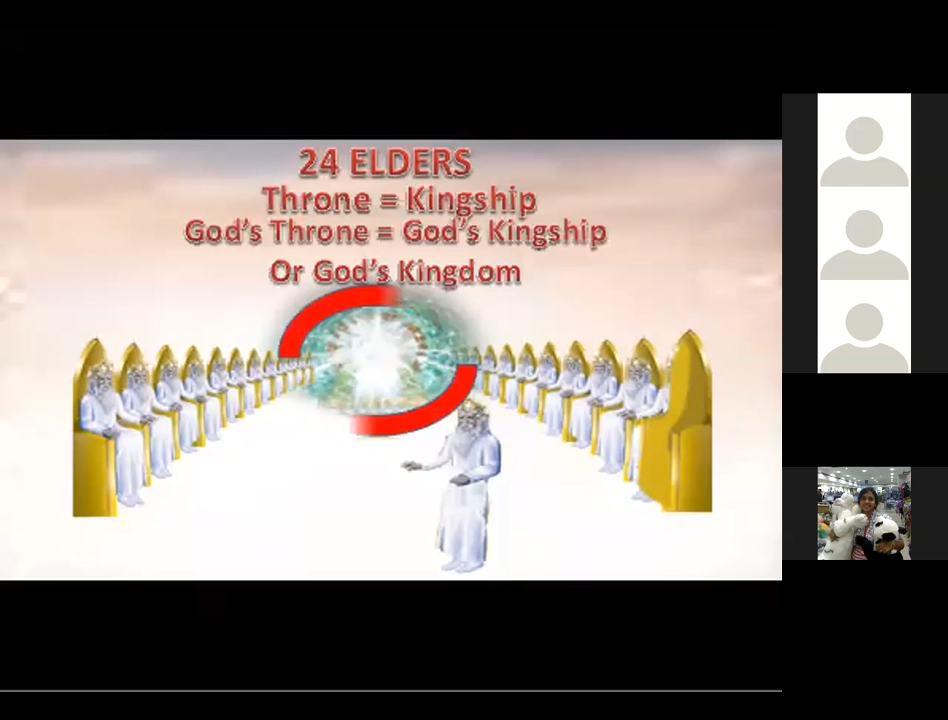 24 ELDERS
Throne = Kingship
God's Throne = God's Kingship
Or God's Kingdom